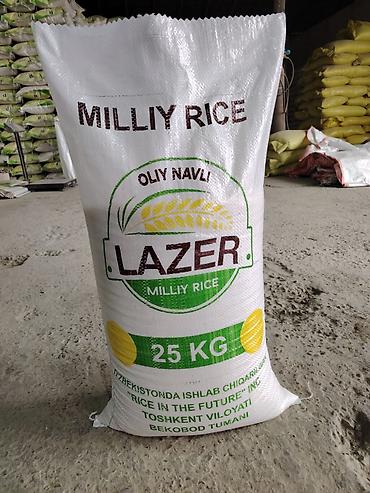 MILLIY RICE
OLIY NAVLI
LAZER
MILLIY RICE
25 KG
O'ZBEKISTONDA ISHLAB CHIQARILGAN
"RICE IN THE FUTURE" INC
TOSHKENT VILOYATI
BEKOBOD TUMANI